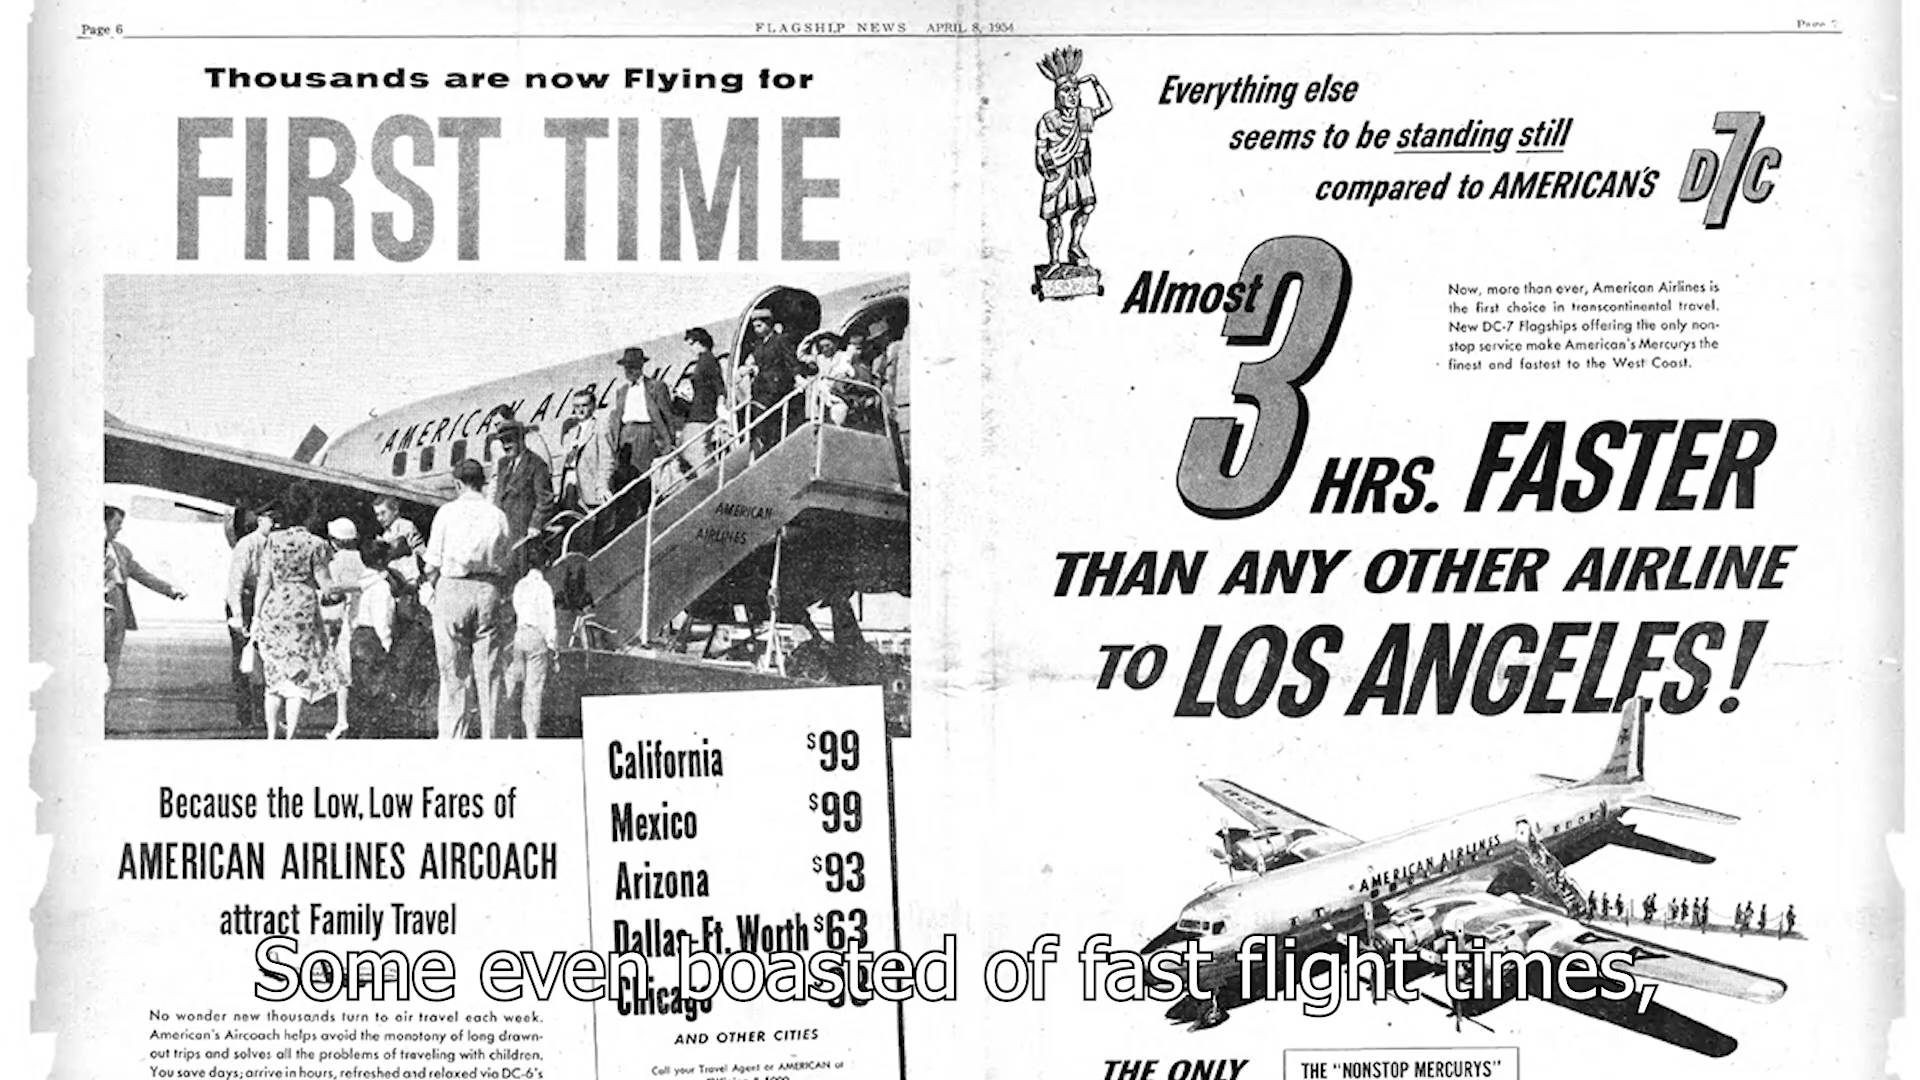 Page 6
FLAGSHIP NEWS APRIL 8, 1954
Thousands are now Flying for
FIRST TIME
AMERICAN AIRLINE
AMERICAN
AIRLINES
Because the Low, Low Fares of
AMERICAN AIRLINES AIRCOACH
attract Family Travel
No wonder new thousands turn to air travel each week.
American's Aircoach helps avoid the monotony of long drawn-
out trips and solves all the problems of traveling with children.
You save days; arrive in hours, refreshed and relaxed via DC-6's
California $99
Mexico $99
Arizona $93
Dallas-Ft. Worth $63
Chicago
AND OTHER CITIES
Call your Travel Agent or AMERICAN at
Everything else
seems to be standing still
compared to AMERICAN'S DC7
Almost 3 HRS. FASTER
Now, more than ever, American Airlines is
the first choice in transcontinental travel.
New DC-7 Flagships offering the only non-
stop service make American's Mercurys the
finest and fastest to the West Coast.
THAN ANY OTHER AIRLINE
TO LOS ANGELES!
AMERICAN AIRLINES
THE ONLY
THE "NONSTOP MERCURYS"
Some even boasted of fast flight times,